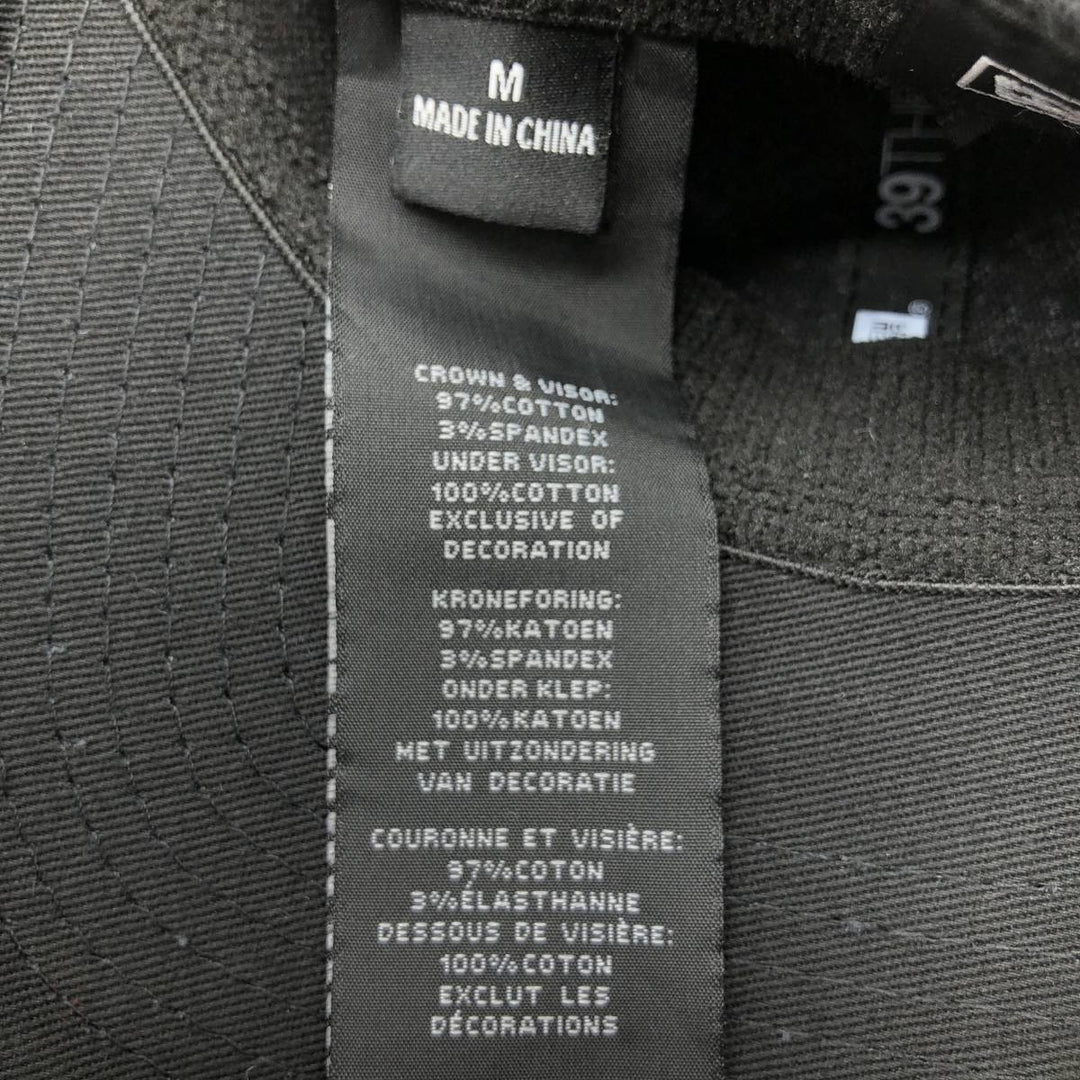 M
MADE IN CHINA
39TH
CROWN & VISOR:
97%COTTON
3%SPANDEX
UNDER VISOR:
100%COTTON
EXCLUSIVE OF
DECORATION
KRONEFORING:
97%KATOEN
3%SPANDEX
ONDER KLEP:
100%KATOEN
MET UITZONDERING
VAN DECORATIE
COURONNE ET VISIÈRE:
97%COTON
3%ÉLASTHANNE
DESSOUS DE VISIÈRE:
100%COTON
EXCLUT LES
DÉCORATIONS